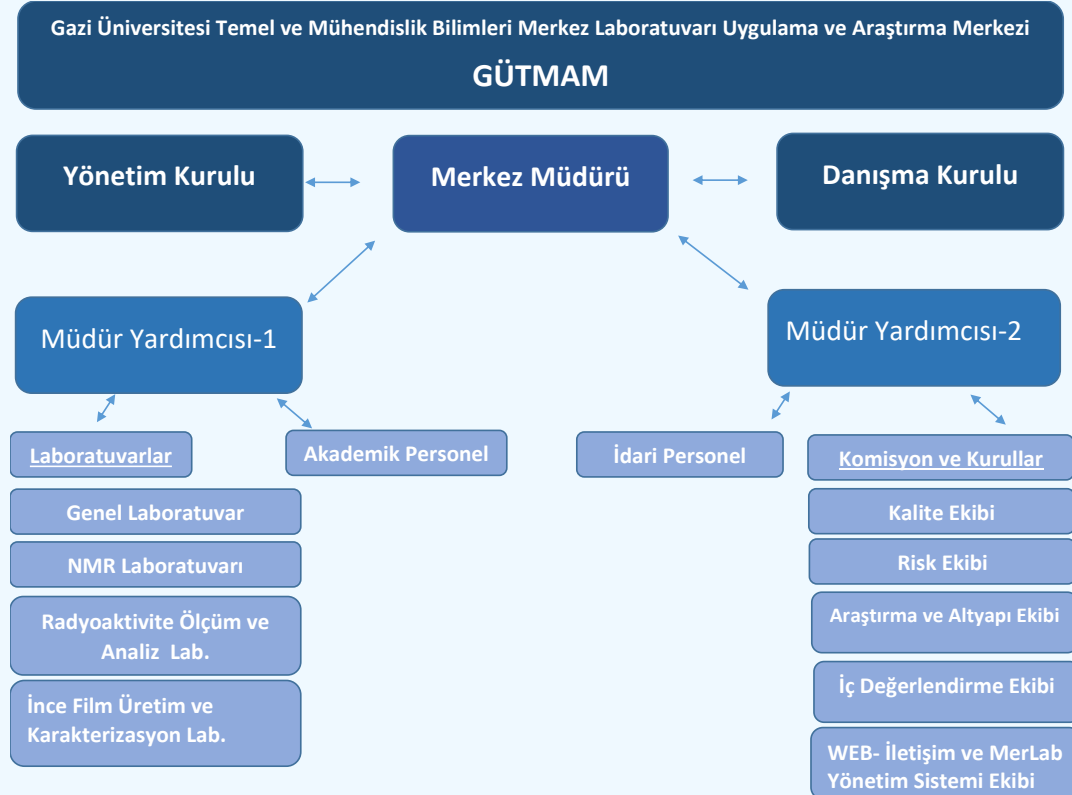 Gazi Üniversitesi Temel ve Mühendislik Bilimleri Merkez Laboratuvarı Uygulama ve Araştırma Merkezi
GÜTMAM
Yönetim Kurulu
Merkez Müdürü
Danışma Kurulu
Müdür Yardımcısı-1
Müdür Yardımcısı-2
Laboratuvarlar
Akademik Personel
İdari Personel
Komisyon ve Kurullar
Genel Laboratuvar
NMR Laboratuvarı
Radyoaktivite Ölçüm ve
Analiz Lab.
İnce Film Üretim ve
Karakterizasyon Lab.
Kalite Ekibi
Risk Ekibi
Araştırma ve Altyapı Ekibi
İç Değerlendirme Ekibi
WEB- İletişim ve MerLab
Yönetim Sistemi Ekibi